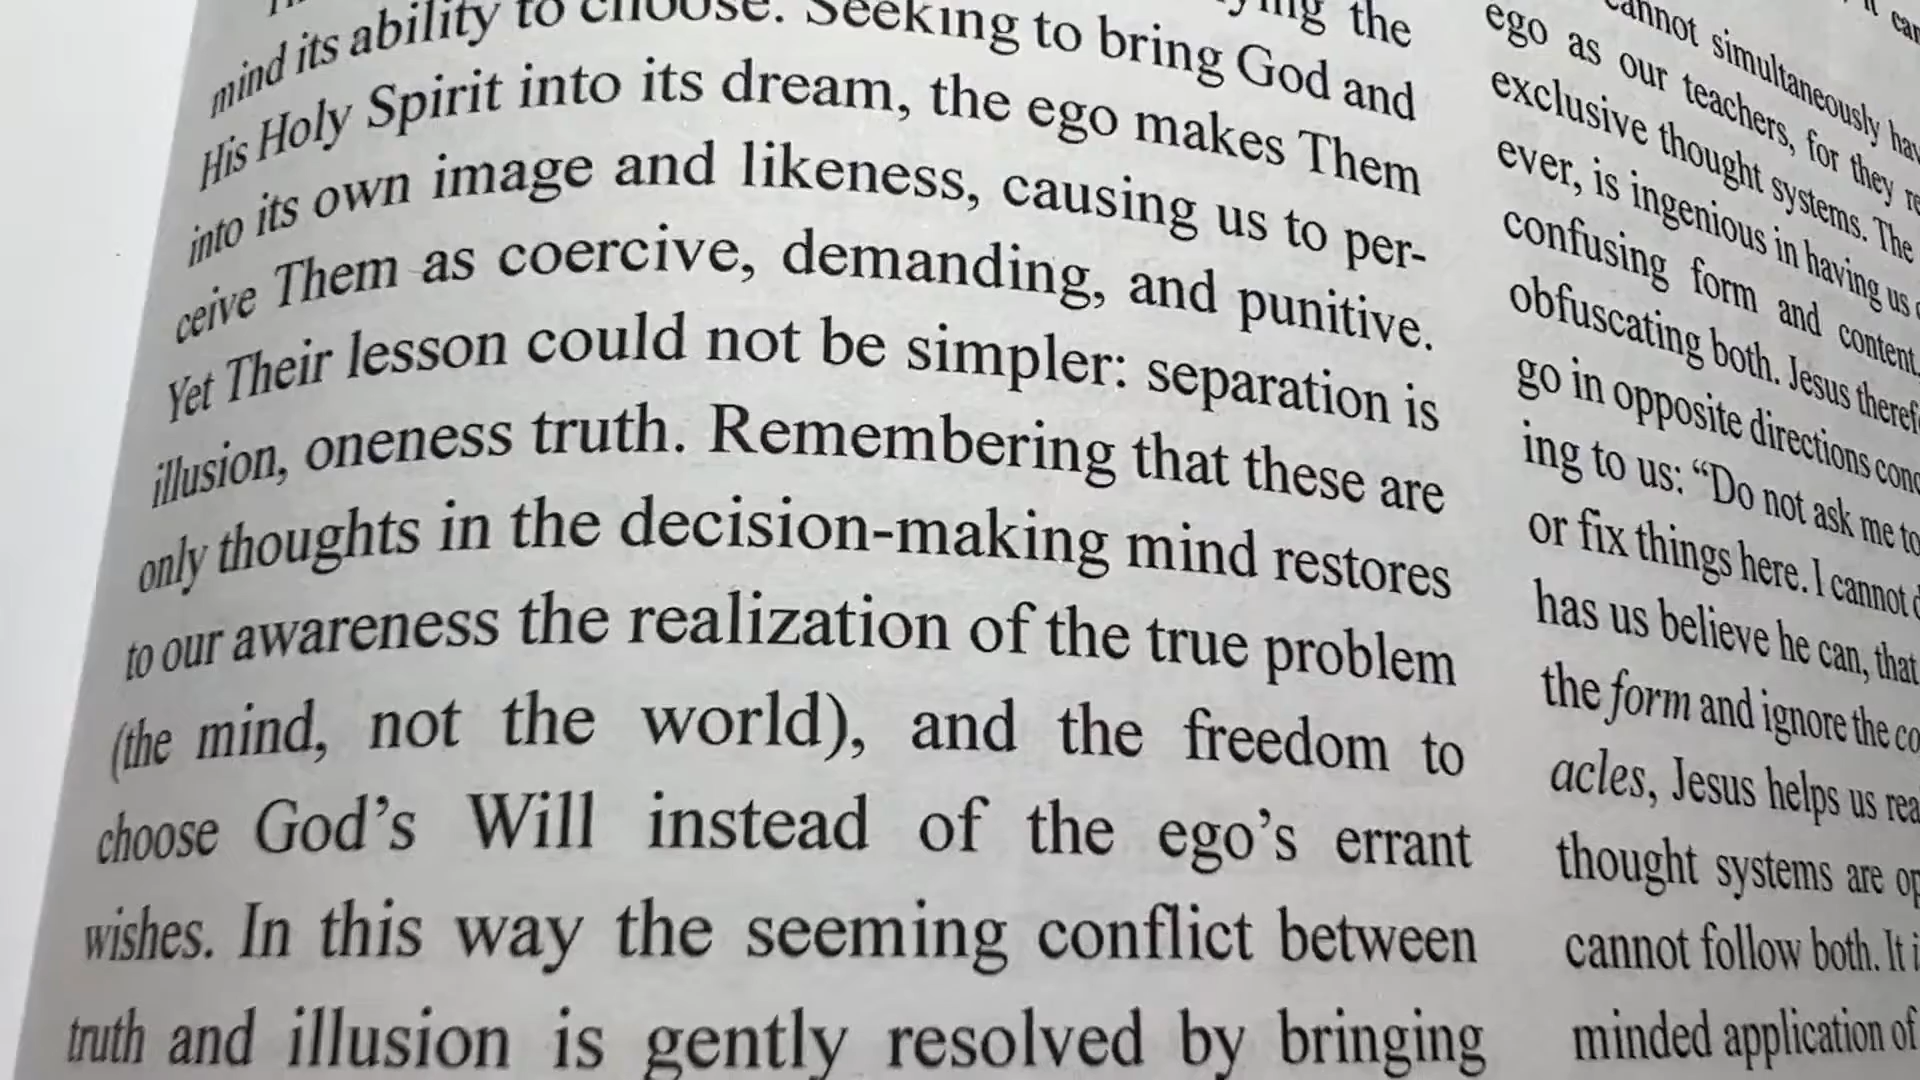 mind its ability to choose. Seeking to bring God and
His Holy Spirit into its dream, the ego makes Them
into its own image and likeness, causing us to per-
ceive Them as coercive, demanding, and punitive.
Yet Their lesson could not be simpler: separation is
illusion, oneness truth. Remembering that these are
only thoughts in the decision-making mind restores
to our awareness the realization of the true problem
(the mind, not the world), and the freedom to
choose God's Will instead of the ego's errant
wishes. In this way the seeming conflict between
truth and illusion is gently resolved by bringing
cannot simultaneously
ego as our teachers, for they
exclusive thought systems. The
ever, is ingenious in having us
confusing form and content,
obfuscating both. Jesus
go in opposite directions
ing to us: "Do not ask me to
or fix things here. I cannot
has us believe he can, that
the form and ignore the
acles, Jesus helps us
thought systems are
cannot follow both. It
minded application of